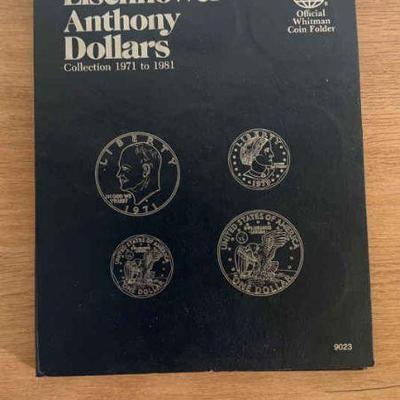 Eisenhower
Anthony
Dollars
Collection 1971 to 1981
Official
Whitman
Coin Folder
LIBERTY
IN GOD WE
TRUST
1971
LIBERTY
1979
UNITED STATES OF AMERICA
ONE DOLLAR
UNITED STATES OF AMERICA
ONE DOLLAR
9023